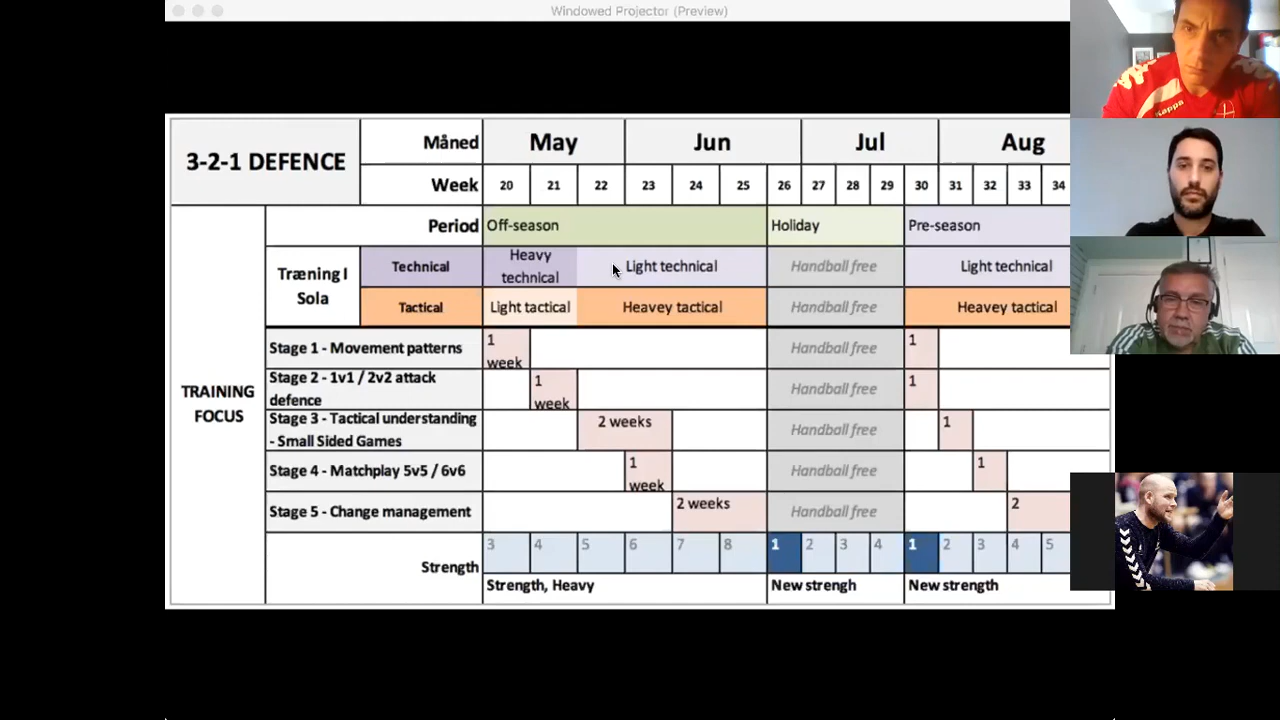 Windowed Projector (Preview)
3-2-1 DEFENCE
Måned May Jun Jul Aug
Week 20 21 22 23 24 25 26 27 28 29 30 31 32 33 34
Period Off-season Holiday Pre-season
Træning I
Sola
Technical Heavy
technical Light technical Handball free Light technical
Tactical Light tactical Heavey tactical Handball free Heavey tactical
TRAINING
FOCUS
Stage 1 - Movement patterns 1
week Handball free 1
Stage 2 - 1v1 / 2v2 attack
defence 1
week Handball free 1
Stage 3 - Tactical understanding
- Small Sided Games 2 weeks Handball free 1
Stage 4 - Matchplay 5v5 / 6v6 1
week Handball free 1
Stage 5 - Change management 2 weeks Handball free 2
Strength 3 4 5 6 7 8 1 2 3 4 1 2 3 4 5
Strength, Heavy New strengh New strength
Kappa